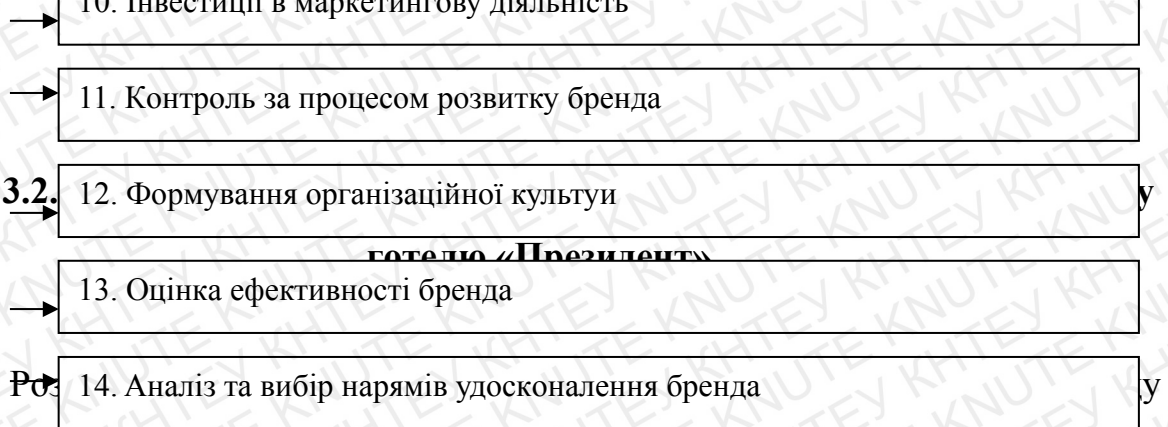 10. Інвестиції в маркетингову діяльність
11. Контроль за процесом розвитку бренда
3.2.
12. Формування організаційної культуи
у
готелю «Президент»
13. Оцінка ефективності бренда
14. Аналіз та вибір нарямів удосконалення бренда
у